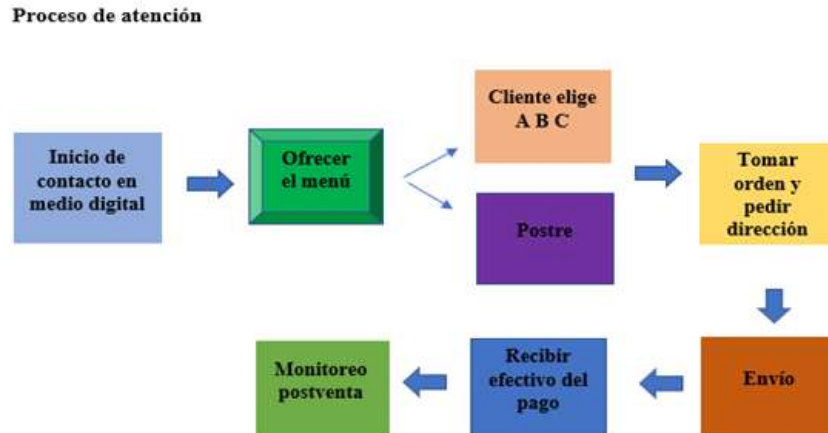 Proceso de atención
Inicio de
contacto en
medio digital
Ofrecer
el menú
Cliente elige
A B C
Postre
Tomar
orden y
pedir
dirección
Envío
Recibir
efectivo del
pago
Monitoreo
postventa